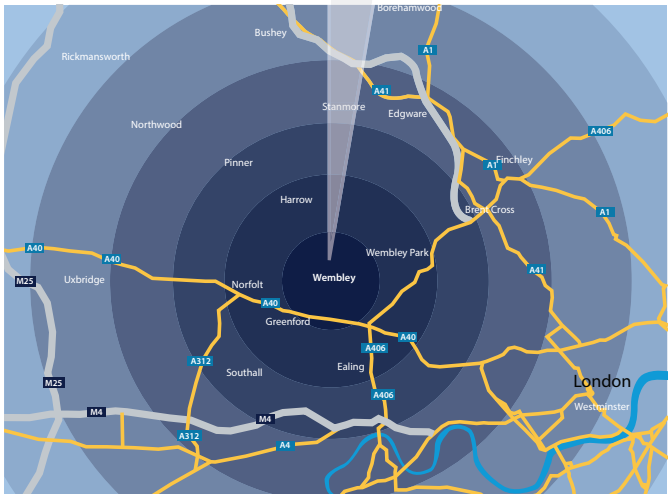 Borehamwood
Bushey
A1
Rickmansworth
A41
Stanmore
Edgware
Northwood
A406
Pinner
A1
Finchley
Harrow
Brent Cross
A1
A40
A40
Wembley Park
A41
M25
Uxbridge
Norfolt
Wembley
A40
Greenford
A40
A406
A312
Ealing
Southall
M25
London
A406
Westminster
M4
M4
A312
A4